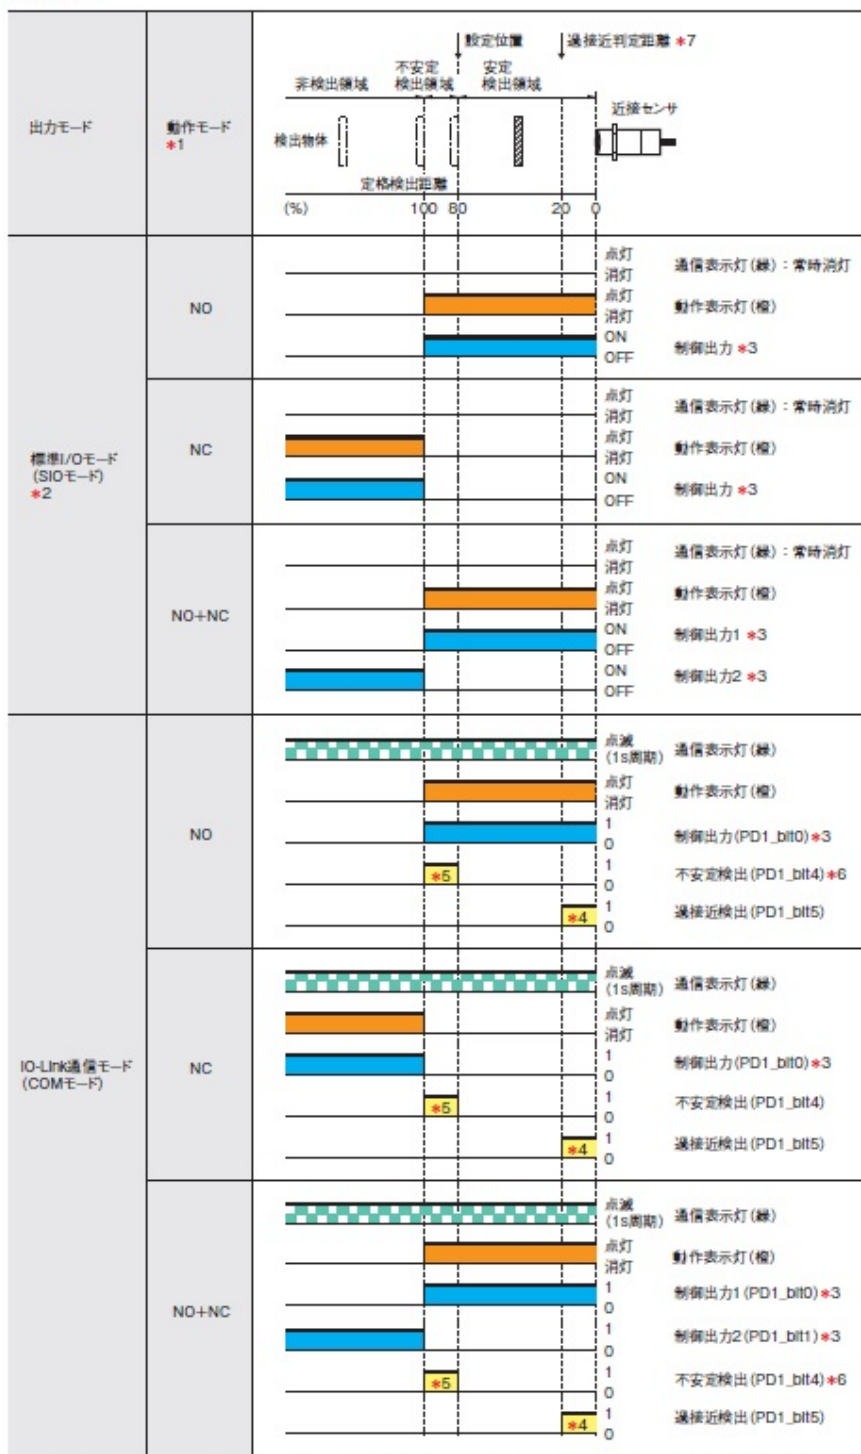 設定位置
過接近判定距離 *7
不安定
検出領域
安定
検出領域
非検出領域
近接センサ
出力モード
動作モード
*1
検出物体
定格検出距離
(%)
100
80
20
0
標準I/Oモード
(SIOモード)
*2
NO
点灯
消灯
通信表示灯(緑):常時消灯
点灯
消灯
動作表示灯(橙)
ON
OFF
制御出力 *3
NC
点灯
消灯
通信表示灯(緑):常時消灯
点灯
消灯
動作表示灯(橙)
ON
OFF
制御出力 *3
NO+NC
点灯
消灯
通信表示灯(緑):常時消灯
点灯
消灯
動作表示灯(橙)
ON
OFF
制御出力1 *3
ON
OFF
制御出力2 *3
IO-Link通信モード
(COMモード)
NO
点滅
(1s周期)
通信表示灯(緑)
点灯
消灯
動作表示灯(橙)
1
0
制御出力(PD1_bit0)*3
*5
1
0
不安定検出(PD1_bit4)*6
*4
1
0
過接近検出(PD1_bit5)
NC
点滅
(1s周期)
通信表示灯(緑)
点灯
消灯
動作表示灯(橙)
1
0
制御出力(PD1_bit0)*3
*5
1
0
不安定検出(PD1_bit4)
*4
1
0
過接近検出(PD1_bit5)
NO+NC
点滅
(1s周期)
通信表示灯(緑)
点灯
消灯
動作表示灯(橙)
1
0
制御出力1(PD1_bit0)*3
1
0
制御出力2(PD1_bit1)*3
*5
1
0
不安定検出(PD1_bit4)*6
*4
1
0
過接近検出(PD1_bit5)